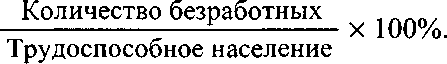 Количество безработных
Трудоспособное население × 100%.